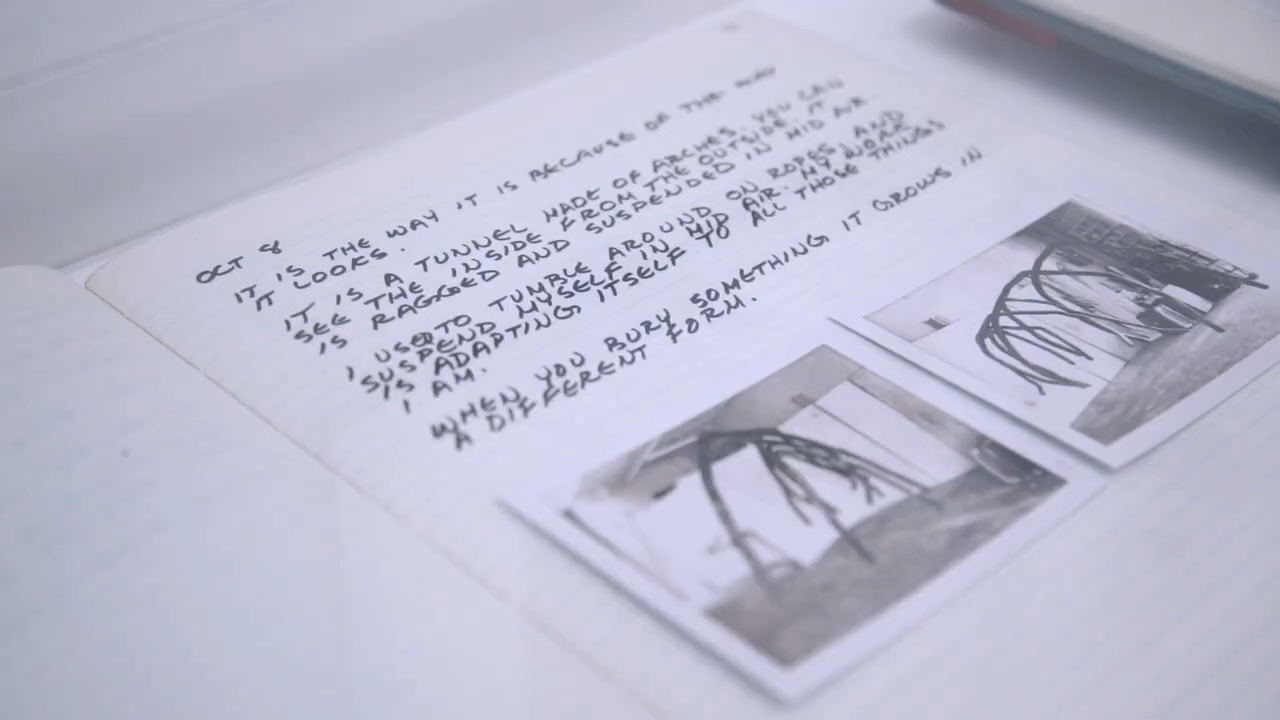 OCT 8
IT IS THE WAY IT IS BECAUSE OF THE WAY
IT LOOKS.
IT IS A TUNNEL MADE OF ARCHES. YOU CAN
SEE THE INSIDE FROM THE OUTSIDE. IT
IS RAGGED AND SUSPENDED IN MID AIR.
I USED TO TUMBLE AROUND ON ROPES AND
SUSPEND MYSELF IN MID AIR. MY WORK
IS ADAPTING ITSELF TO ALL THOSE THINGS
I AM.
WHEN YOU BURY SOMETHING IT GROWS IN
A DIFFERENT FORM.